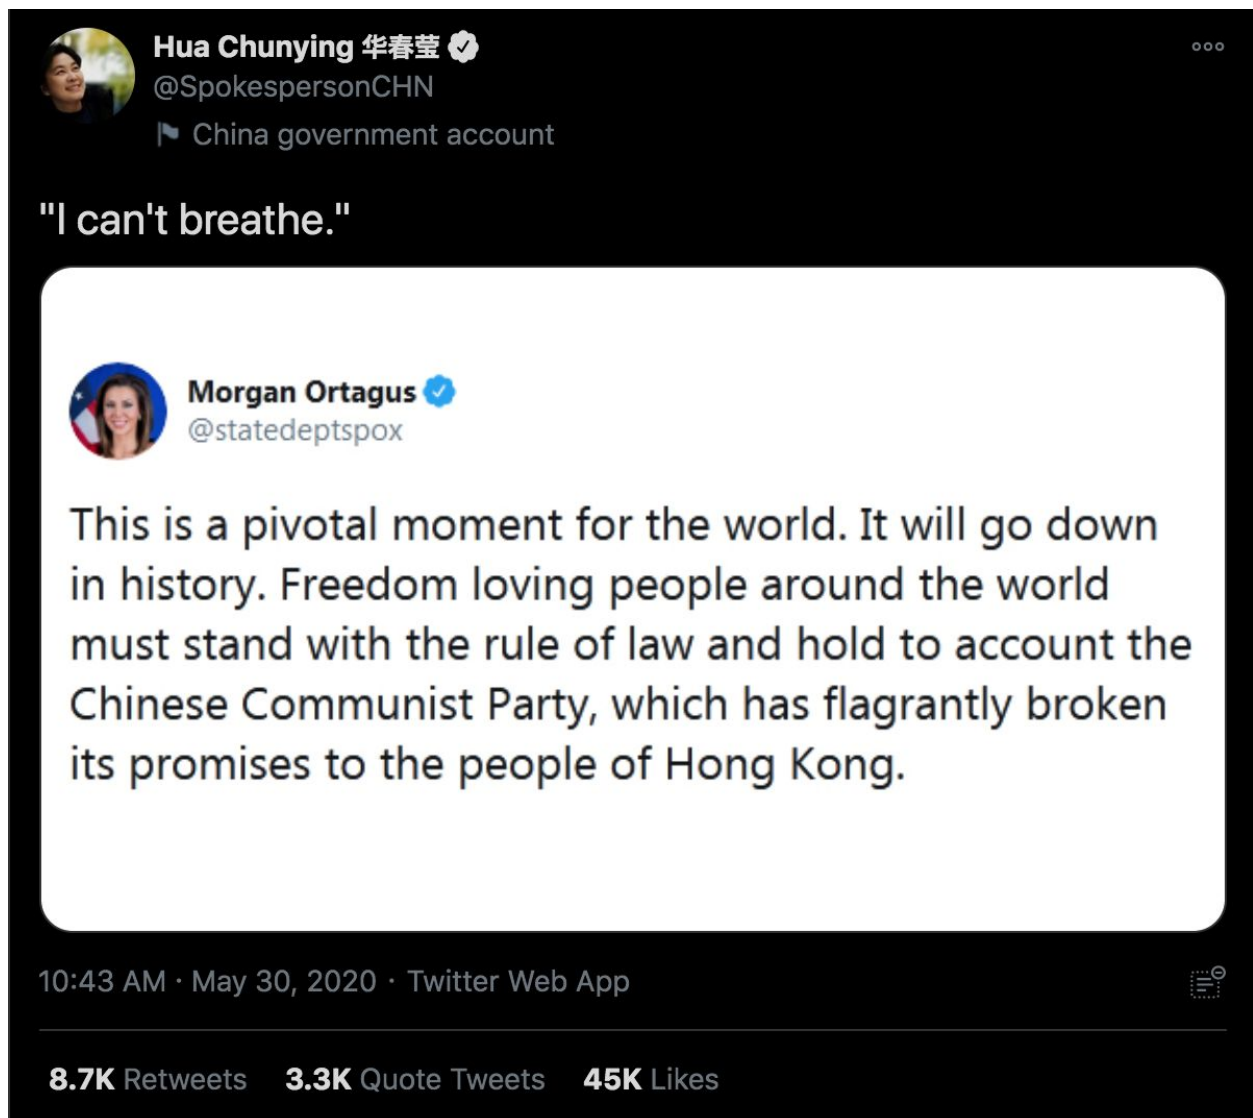 Hua Chunying 华春莹
@SpokespersonCHN
China government account
"I can't breathe."
Morgan Ortagus
@statedeptspox
This is a pivotal moment for the world. It will go down
in history. Freedom loving people around the world
must stand with the rule of law and hold to account the
Chinese Communist Party, which has flagrantly broken
its promises to the people of Hong Kong.
10:43 AM · May 30, 2020 · Twitter Web App
8.7K Retweets 3.3K Quote Tweets 45K Likes